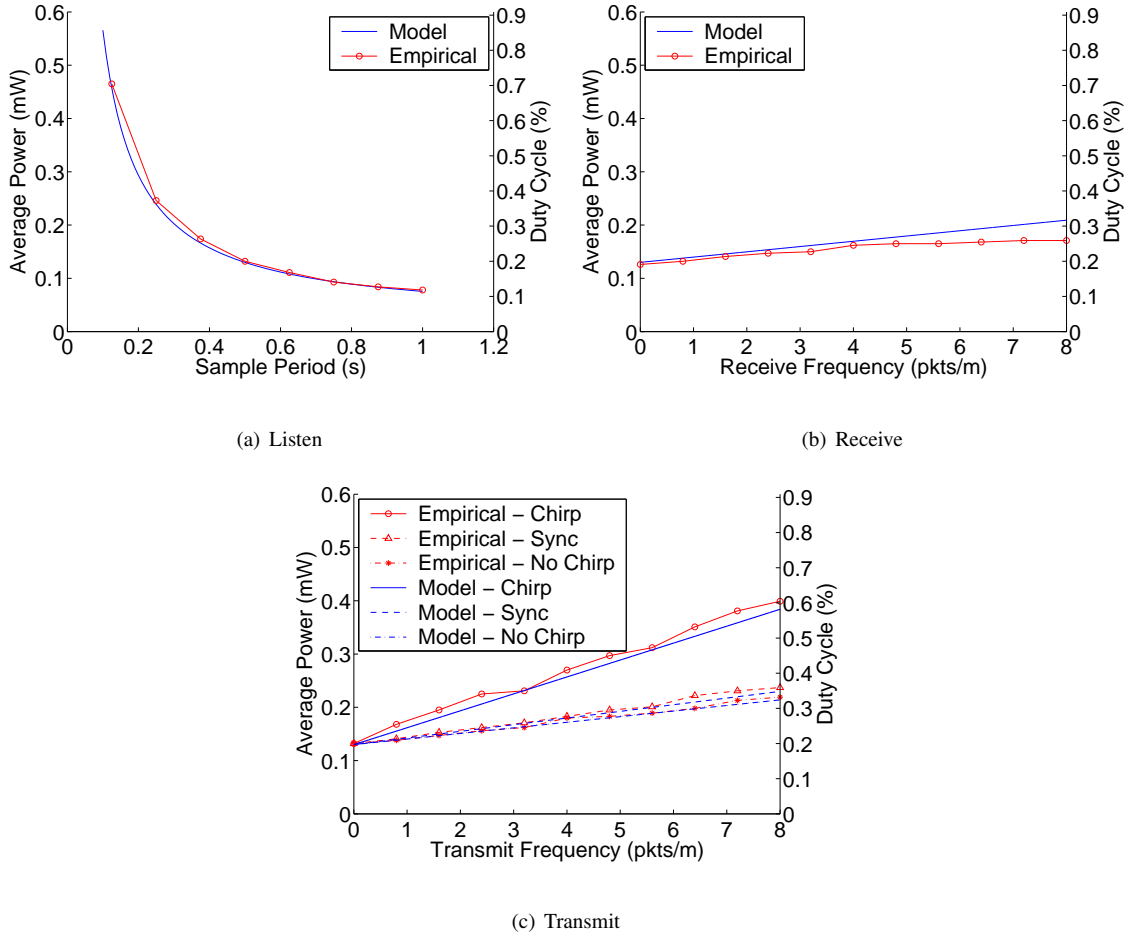 Model
Empirical
0.6
0.5
0.4
0.3
0.2
0.1
0
Average Power (mW)
0.9
0.8
0.7
0.6
0.5
0.4
0.3
0.2
0.1
0
Duty Cycle (%)
0 0.2 0.4 0.6 0.8 1 1.2
Sample Period (s)
(a) Listen
Model
Empirical
0.6
0.5
0.4
0.3
0.2
0.1
0
Average Power (mW)
0.9
0.8
0.7
0.6
0.5
0.4
0.3
0.2
0.1
0
Duty Cycle (%)
0 1 2 3 4 5 6 7 8
Receive Frequency (pkts/m)
(b) Receive
Empirical − Chirp
Empirical − Sync
Empirical − No Chirp
Model − Chirp
Model − Sync
Model − No Chirp
0.6
0.5
0.4
0.3
0.2
0.1
0
Average Power (mW)
0.9
0.8
0.7
0.6
0.5
0.4
0.3
0.2
0.1
0
Duty Cycle (%)
0 1 2 3 4 5 6 7 8
Transmit Frequency (pkts/m)
(c) Transmit